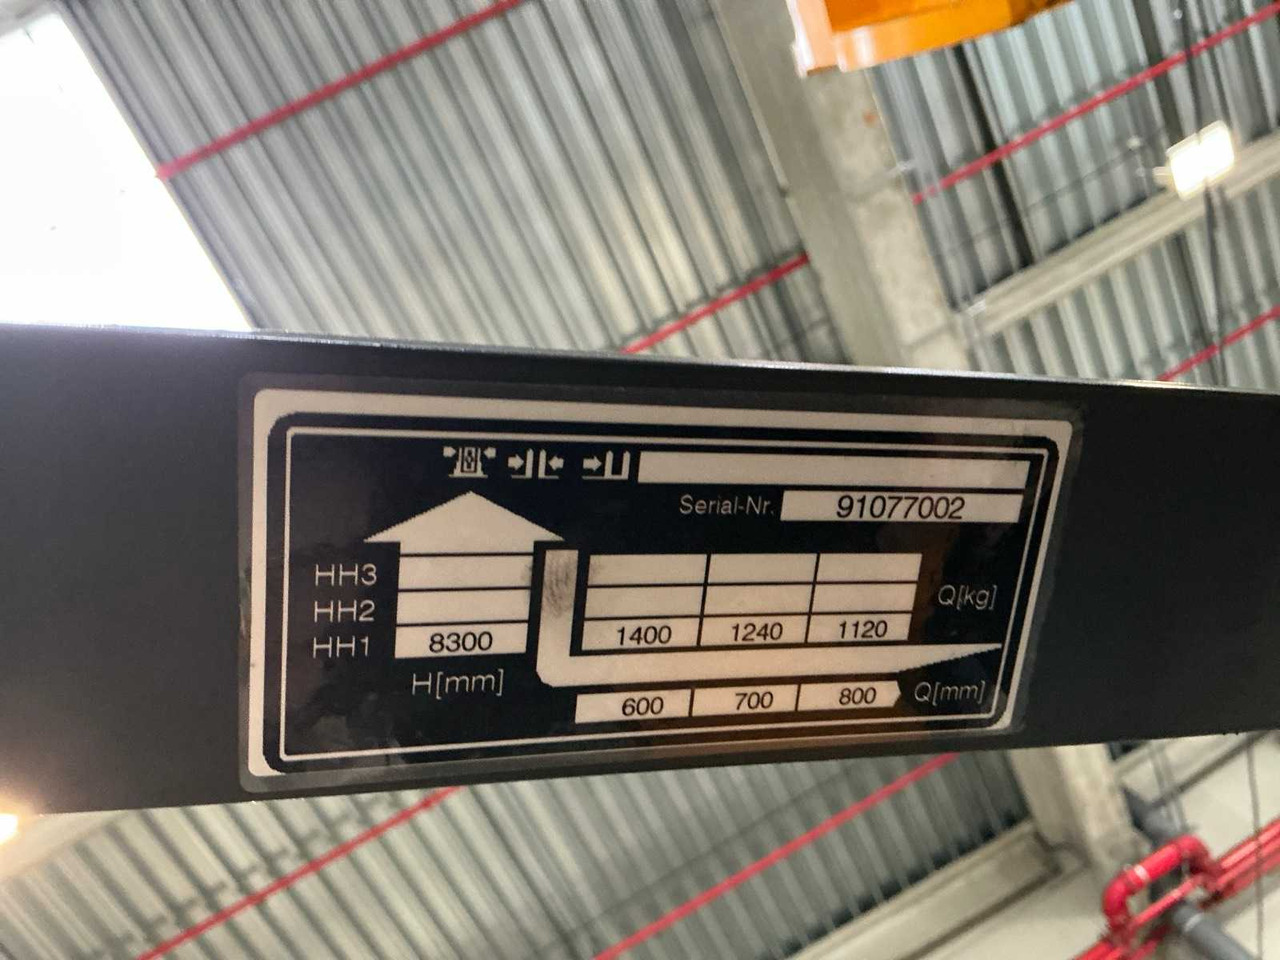 Serial-Nr. 91077002
HH3
HH2
Q[kg]
HH1 8300 1400 1240 1120
H[mm]
600 700 800 Q[mm]